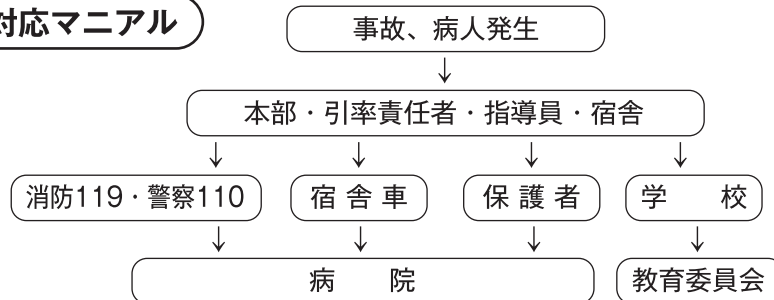 対応マニアル
事故、病人発生
本部・引率責任者・指導員・宿舎
消防119・警察110 宿舎車 保護者 学校
病院 教育委員会